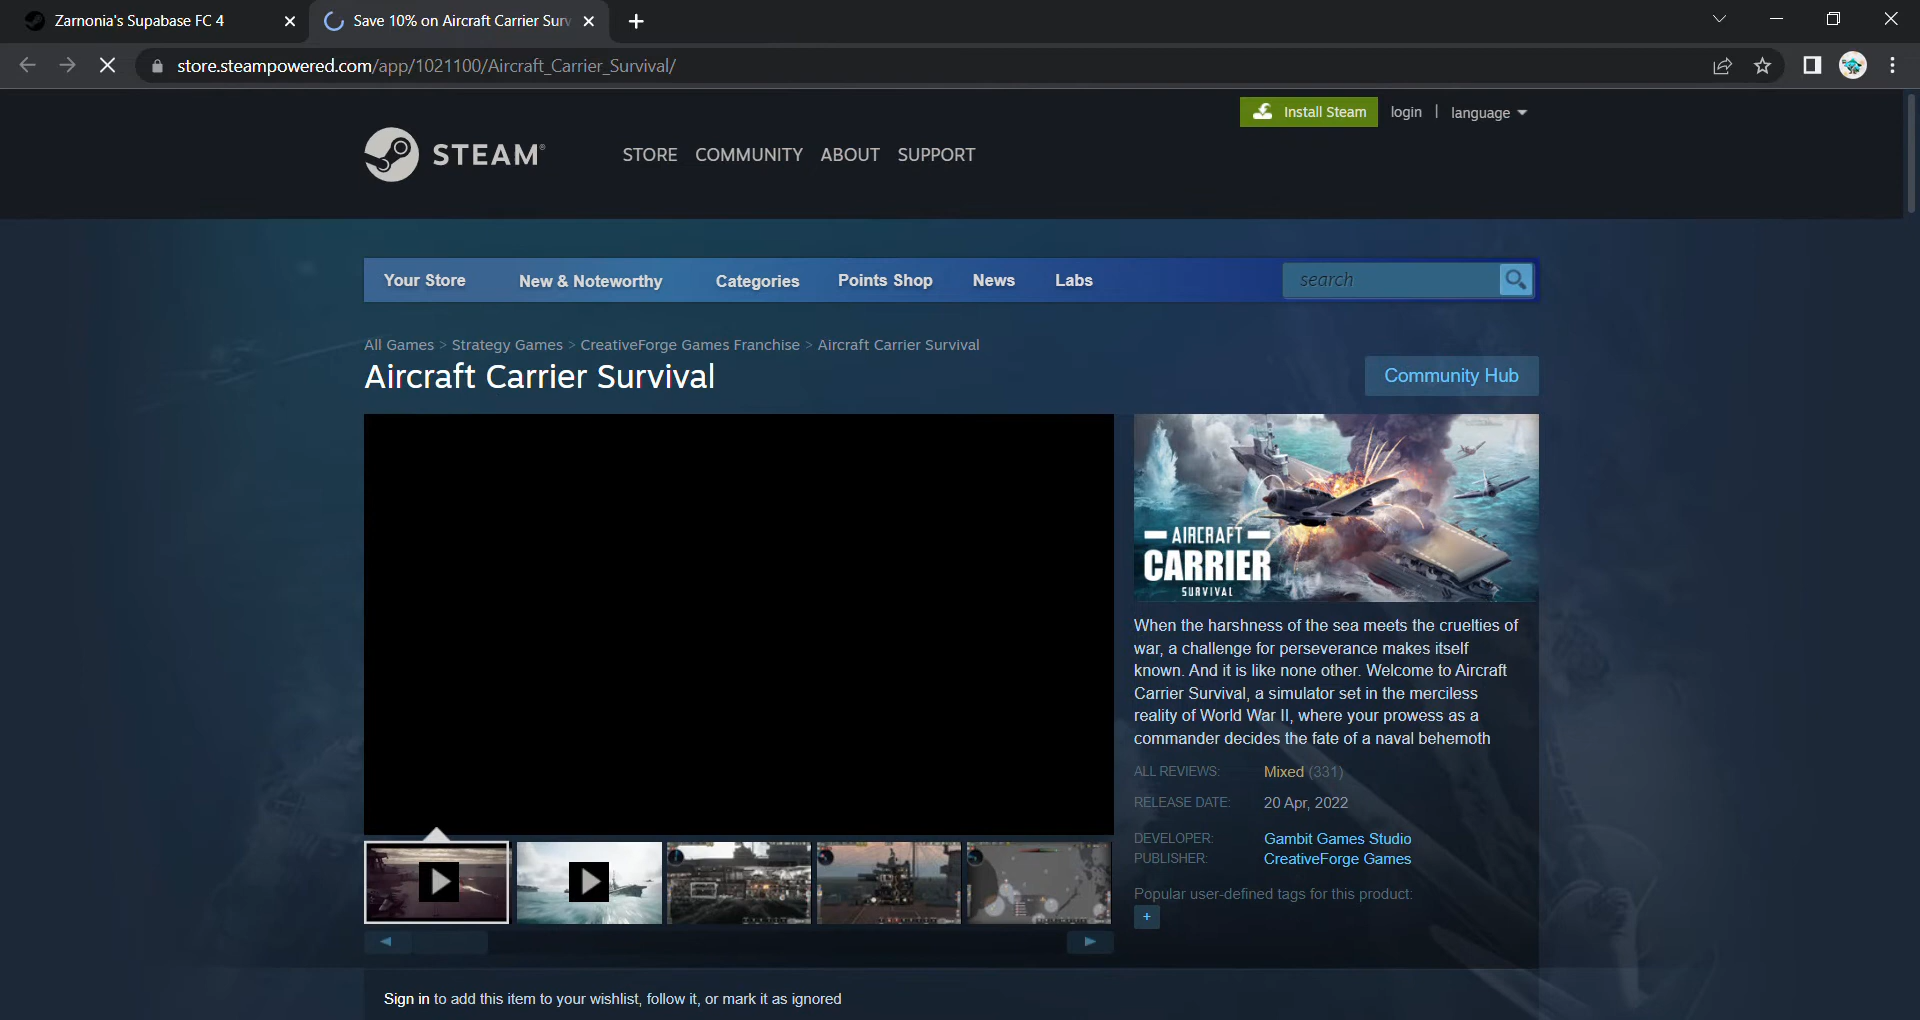 Zarnonia's Supabase FC 4
Save 10% on Aircraft Carrier Surv
store.steampowered.com/app/1021100/Aircraft_Carrier_Survival/
Install Steam
login
|
language
STEAM®
STORE
COMMUNITY
ABOUT
SUPPORT
Your Store
New & Noteworthy
Categories
Points Shop
News
Labs
search
All Games > Strategy Games > CreativeForge Games Franchise > Aircraft Carrier Survival
Aircraft Carrier Survival
Community Hub
AIRCRAFT
CARRIER
SURVIVAL
When the harshness of the sea meets the cruelties of
war, a challenge for perseverance makes itself
known. And it is like none other. Welcome to Aircraft
Carrier Survival, a simulator set in the merciless
reality of World War II, where your prowess as a
commander decides the fate of a naval behemoth
ALL REVIEWS: Mixed (331)
RELEASE DATE: 20 Apr, 2022
DEVELOPER: Gambit Games Studio
PUBLISHER: CreativeForge Games
Popular user-defined tags for this product:
+
Sign in to add this item to your wishlist, follow it, or mark it as ignored